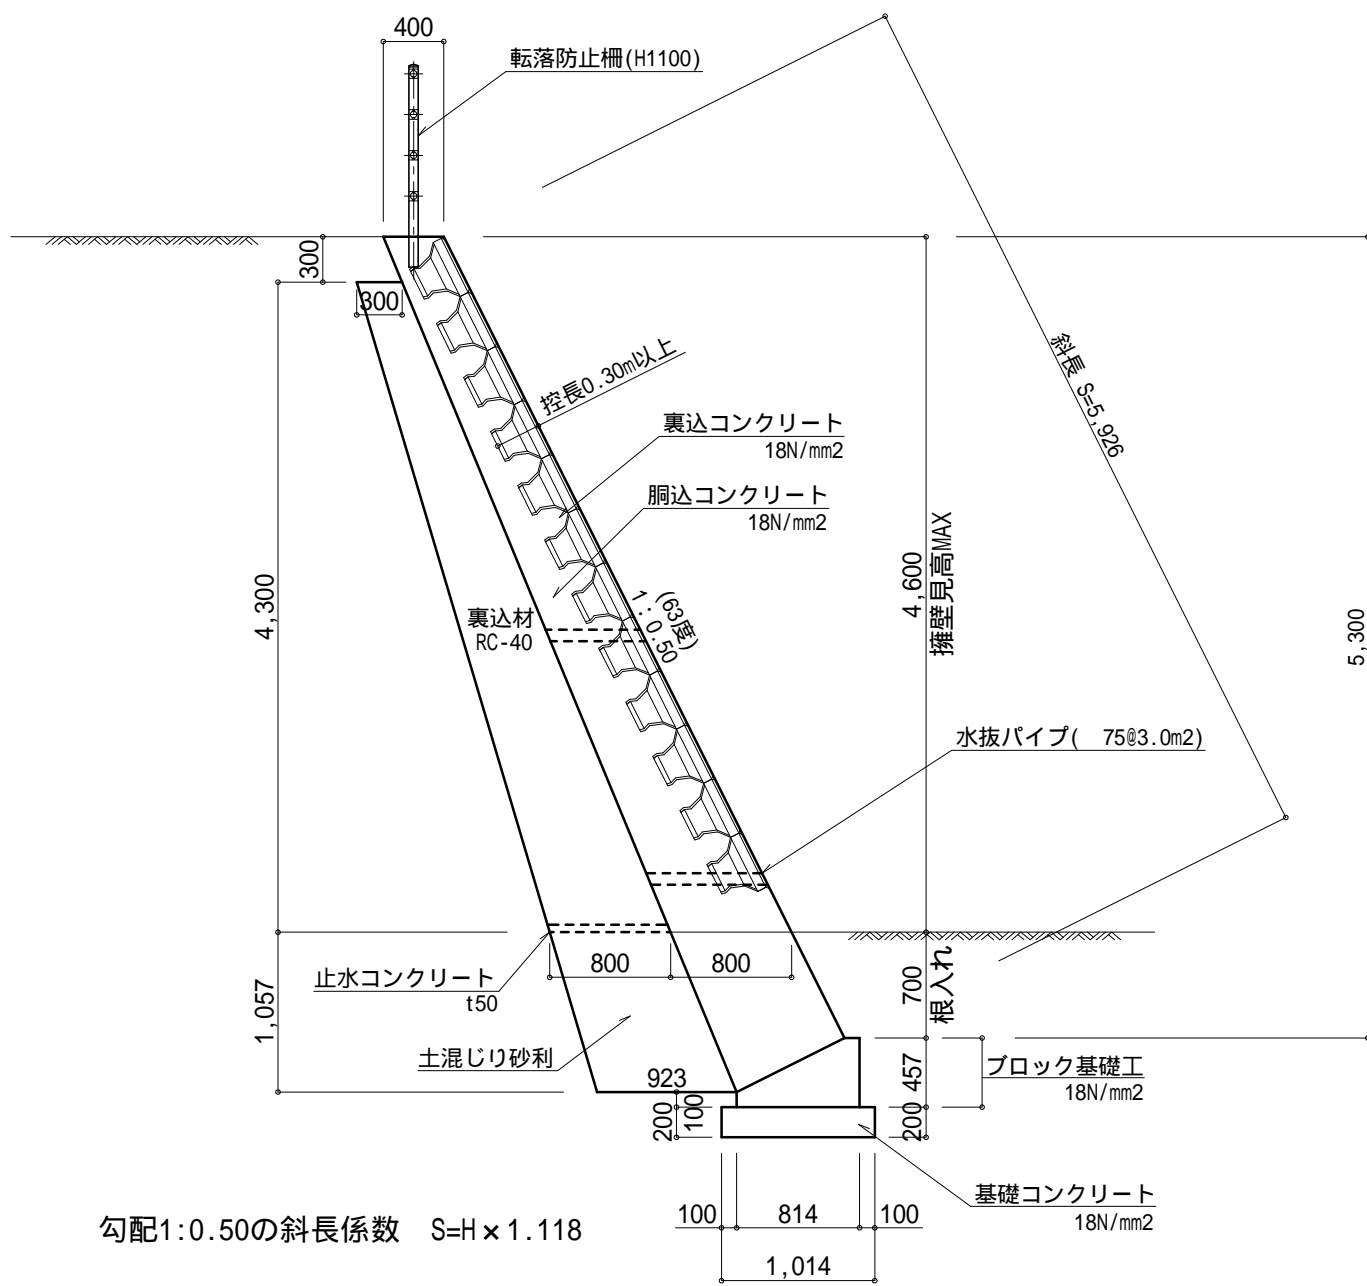 400
転落防止柵(H1100)
300
300
控長0.30m以上
斜長 S=5,926
裏込コンクリート
18N/mm2
胴込コンクリート
18N/mm2
4,300
裏込材
RC-40
(63度)
1:0.50
4,600
擁壁見高MAX
5,300
水抜パイプ( 75@3.0m2)
800
800
止水コンクリート
t50
1,057
700
根入れ
土混じり砂利
923
200
100
457
200
ブロック基礎工
18N/mm2
基礎コンクリート
18N/mm2
100
814
100
1,014
勾配1:0.50の斜長係数 S=H×1.118